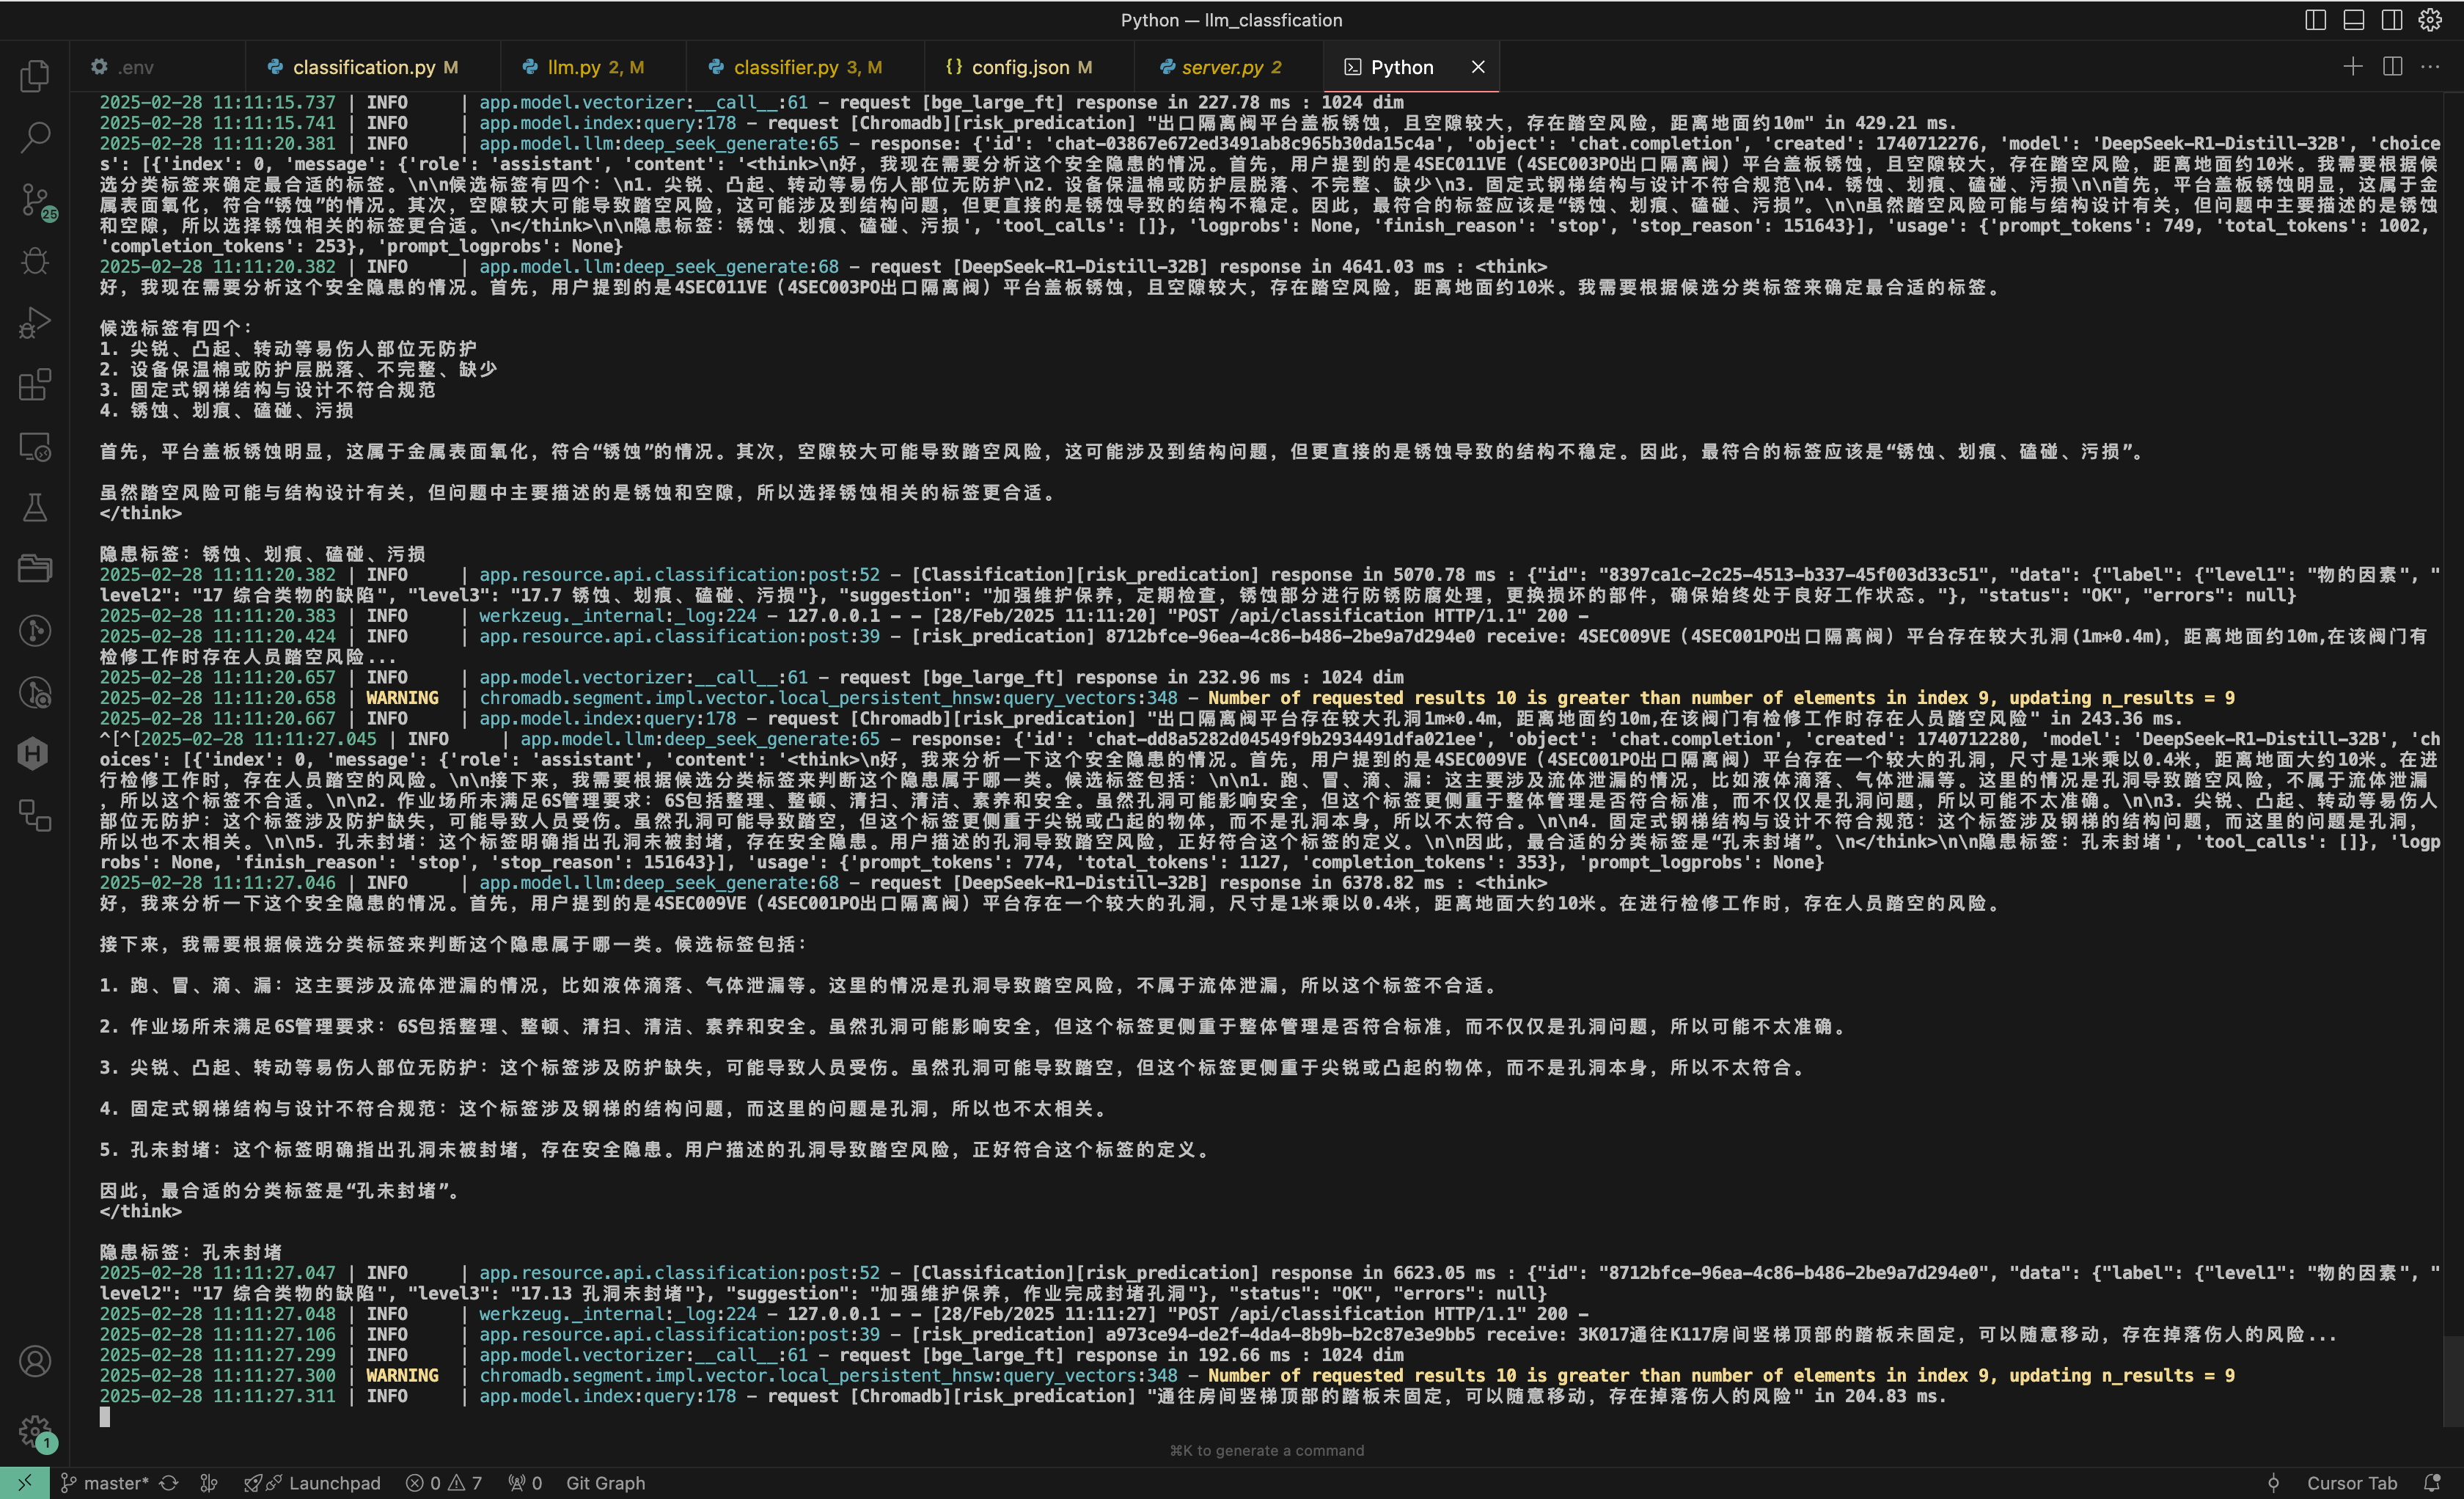 Python — llm_classfication
.env
classification.py M
llm.py 2, M
classifier.py 3, M
{} config.json M
server.py 2
Python
2025-02-28 11:11:15.737 | INFO     | app.model.vectorizer:__call__:61 - request [bge_large_ft] response in 227.78 ms : 1024 dim
2025-02-28 11:11:15.741 | INFO     | app.model.index:query:178 - request [Chromadb][risk_predication] "出口隔离阀平台盖板锈蚀，且空隙较大，存在踏空风险，距离地面约10m" in 429.21 ms.
2025-02-28 11:11:20.381 | INFO     | app.model.llm:deep_seek_generate:65 - response: {'id': 'chat-03867e672ed3491ab8c965b30da15c4a', 'object': 'chat.completion', 'created': 1740712276, 'model': 'DeepSeek-R1-Distill-32B', 'choice
s': [{'index': 0, 'message': {'role': 'assistant', 'content': '<think>\n好，我现在需要分析这个安全隐患的情况。首先，用户提到的是4SEC011VE（4SEC003PO出口隔离阀）平台盖板锈蚀，且空隙较大，存在踏空风险，距离地面约10米。我需要根据候
选分类标签来确定最合适的标签。\n\n候选标签有四个：\n1. 尖锐、凸起、转动等易伤人部位无防护\n2. 设备保温棉或防护层脱落、不完整、缺少\n3. 固定式钢梯结构与设计不符合规范\n4. 锈蚀、划痕、磕碰、污损\n\n首先，平台盖板锈蚀明显，这属于金
属表面氧化，符合“锈蚀”的情况。其次，空隙较大可能导致踏空风险，这可能涉及到结构问题，但更直接的是锈蚀导致的结构不稳定。因此，最符合的标签应该是“锈蚀、划痕、磕碰、污损”。\n\n虽然踏空风险可能与结构设计有关，但问题中主要描述的是锈蚀
和空隙，所以选择锈蚀相关的标签更合适。\n</think>\n\n隐患标签：锈蚀、划痕、磕碰、污损', 'tool_calls': []}, 'logprobs': None, 'finish_reason': 'stop', 'stop_reason': 151643}], 'usage': {'prompt_tokens': 749, 'total_tokens': 1002,
'completion_tokens': 253}, 'prompt_logprobs': None}
2025-02-28 11:11:20.382 | INFO     | app.model.llm:deep_seek_generate:68 - request [DeepSeek-R1-Distill-32B] response in 4641.03 ms : <think>
好，我现在需要分析这个安全隐患的情况。首先，用户提到的是4SEC011VE（4SEC003PO出口隔离阀）平台盖板锈蚀，且空隙较大，存在踏空风险，距离地面约10米。我需要根据候选分类标签来确定最合适的标签。
候选标签有四个：
1. 尖锐、凸起、转动等易伤人部位无防护
2. 设备保温棉或防护层脱落、不完整、缺少
3. 固定式钢梯结构与设计不符合规范
4. 锈蚀、划痕、磕碰、污损
首先，平台盖板锈蚀明显，这属于金属表面氧化，符合“锈蚀”的情况。其次，空隙较大可能导致踏空风险，这可能涉及到结构问题，但更直接的是锈蚀导致的结构不稳定。因此，最符合的标签应该是“锈蚀、划痕、磕碰、污损”。
虽然踏空风险可能与结构设计有关，但问题中主要描述的是锈蚀和空隙，所以选择锈蚀相关的标签更合适。
</think>
隐患标签：锈蚀、划痕、磕碰、污损
2025-02-28 11:11:20.382 | INFO     | app.resource.api.classification:post:52 - [Classification][risk_predication] response in 5070.78 ms : {"id": "8397ca1c-2c25-4513-b337-45f003d33c51", "data": {"label": {"level1": "物的因素", "
level2": "17 综合类物的缺陷", "level3": "17.7 锈蚀、划痕、磕碰、污损"}, "suggestion": "加强维护保养，定期检查，锈蚀部分进行防锈防腐处理，更换损坏的部件，确保始终处于良好工作状态。"}, "status": "OK", "errors": null}
2025-02-28 11:11:20.383 | INFO     | werkzeug._internal:_log:224 - 127.0.0.1 - - [28/Feb/2025 11:11:20] "POST /api/classification HTTP/1.1" 200 -
2025-02-28 11:11:20.424 | INFO     | app.resource.api.classification:post:39 - [risk_predication] 8712bfce-96ea-4c86-b486-2be9a7d294e0 receive: 4SEC009VE（4SEC001PO出口隔离阀）平台存在较大孔洞(1m*0.4m)，距离地面约10m,在该阀门有
检修工作时存在人员踏空风险...
2025-02-28 11:11:20.657 | INFO     | app.model.vectorizer:__call__:61 - request [bge_large_ft] response in 232.96 ms : 1024 dim
2025-02-28 11:11:20.658 | WARNING  | chromadb.segment.impl.vector.local_persistent_hnsw:query_vectors:348 - Number of requested results 10 is greater than number of elements in index 9, updating n_results = 9
2025-02-28 11:11:20.667 | INFO     | app.model.index:query:178 - request [Chromadb][risk_predication] "出口隔离阀平台存在较大孔洞1m*0.4m，距离地面约10m,在该阀门有检修工作时存在人员踏空风险" in 243.36 ms.
^[^[2025-02-28 11:11:27.045 | INFO     | app.model.llm:deep_seek_generate:65 - response: {'id': 'chat-dd8a5282d04549f9b2934491dfa021ee', 'object': 'chat.completion', 'created': 1740712280, 'model': 'DeepSeek-R1-Distill-32B', 'ch
oices': [{'index': 0, 'message': {'role': 'assistant', 'content': '<think>\n好，我来分析一下这个安全隐患的情况。首先，用户提到的是4SEC009VE（4SEC001PO出口隔离阀）平台存在一个较大的孔洞，尺寸是1米乘以0.4米，距离地面大约10米。在进
行检修工作时，存在人员踏空的风险。\n\n接下来，我需要根据候选分类标签来判断这个隐患属于哪一类。候选标签包括：\n\n1. 跑、冒、滴、漏：这主要涉及流体泄漏的情况，比如液体滴落、气体泄漏等。这里的情况是孔洞导致踏空风险，不属于流体泄漏
，所以这个标签不合适。\n\n2. 作业场所未满足6S管理要求：6S包括整理、整顿、清扫、清洁、素养和安全。虽然孔洞可能影响安全，但这个标签更侧重于整体管理是否符合标准，而不仅仅是孔洞问题，所以可能不太准确。\n\n3. 尖锐、凸起、转动等易伤人
部位无防护：这个标签涉及防护缺失，可能导致人员受伤。虽然孔洞可能导致踏空，但这个标签更侧重于尖锐或凸起的物体，而不是孔洞本身，所以不太符合。\n\n4. 固定式钢梯结构与设计不符合规范：这个标签涉及钢梯的结构问题，而这里的问题是孔洞，
所以也不太相关。\n\n5. 孔未封堵：这个标签明确指出孔洞未被封堵，存在安全隐患。用户描述的孔洞导致踏空风险，正好符合这个标签的定义。\n\n因此，最合适的分类标签是“孔未封堵”。\n</think>\n\n隐患标签：孔未封堵', 'tool_calls': []}, 'logp
robs': None, 'finish_reason': 'stop', 'stop_reason': 151643}], 'usage': {'prompt_tokens': 774, 'total_tokens': 1127, 'completion_tokens': 353}, 'prompt_logprobs': None}
2025-02-28 11:11:27.046 | INFO     | app.model.llm:deep_seek_generate:68 - request [DeepSeek-R1-Distill-32B] response in 6378.82 ms : <think>
好，我来分析一下这个安全隐患的情况。首先，用户提到的是4SEC009VE（4SEC001PO出口隔离阀）平台存在一个较大的孔洞，尺寸是1米乘以0.4米，距离地面大约10米。在进行检修工作时，存在人员踏空的风险。
接下来，我需要根据候选分类标签来判断这个隐患属于哪一类。候选标签包括：
1. 跑、冒、滴、漏：这主要涉及流体泄漏的情况，比如液体滴落、气体泄漏等。这里的情况是孔洞导致踏空风险，不属于流体泄漏，所以这个标签不合适。
2. 作业场所未满足6S管理要求：6S包括整理、整顿、清扫、清洁、素养和安全。虽然孔洞可能影响安全，但这个标签更侧重于整体管理是否符合标准，而不仅仅是孔洞问题，所以可能不太准确。
3. 尖锐、凸起、转动等易伤人部位无防护：这个标签涉及防护缺失，可能导致人员受伤。虽然孔洞可能导致踏空，但这个标签更侧重于尖锐或凸起的物体，而不是孔洞本身，所以不太符合。
4. 固定式钢梯结构与设计不符合规范：这个标签涉及钢梯的结构问题，而这里的问题是孔洞，所以也不太相关。
5. 孔未封堵：这个标签明确指出孔洞未被封堵，存在安全隐患。用户描述的孔洞导致踏空风险，正好符合这个标签的定义。
因此，最合适的分类标签是“孔未封堵”。
</think>
隐患标签：孔未封堵
2025-02-28 11:11:27.047 | INFO     | app.resource.api.classification:post:52 - [Classification][risk_predication] response in 6623.05 ms : {"id": "8712bfce-96ea-4c86-b486-2be9a7d294e0", "data": {"label": {"level1": "物的因素", "
level2": "17 综合类物的缺陷", "level3": "17.13 孔洞未封堵"}, "suggestion": "加强维护保养，作业完成封堵孔洞"}, "status": "OK", "errors": null}
2025-02-28 11:11:27.048 | INFO     | werkzeug._internal:_log:224 - 127.0.0.1 - - [28/Feb/2025 11:11:27] "POST /api/classification HTTP/1.1" 200 -
2025-02-28 11:11:27.106 | INFO     | app.resource.api.classification:post:39 - [risk_predication] a973ce94-de2f-4da4-8b9b-b2c87e3e9bb5 receive: 3K017通往K117房间竖梯顶部的踏板未固定，可以随意移动，存在掉落伤人的风险...
2025-02-28 11:11:27.299 | INFO     | app.model.vectorizer:__call__:61 - request [bge_large_ft] response in 192.66 ms : 1024 dim
2025-02-28 11:11:27.300 | WARNING  | chromadb.segment.impl.vector.local_persistent_hnsw:query_vectors:348 - Number of requested results 10 is greater than number of elements in index 9, updating n_results = 9
2025-02-28 11:11:27.311 | INFO     | app.model.index:query:178 - request [Chromadb][risk_predication] "通往房间竖梯顶部的踏板未固定，可以随意移动，存在掉落伤人的风险" in 204.83 ms.
25
H
1
⌘K to generate a command
master*
Launchpad
0
7
0
Git Graph
Cursor Tab